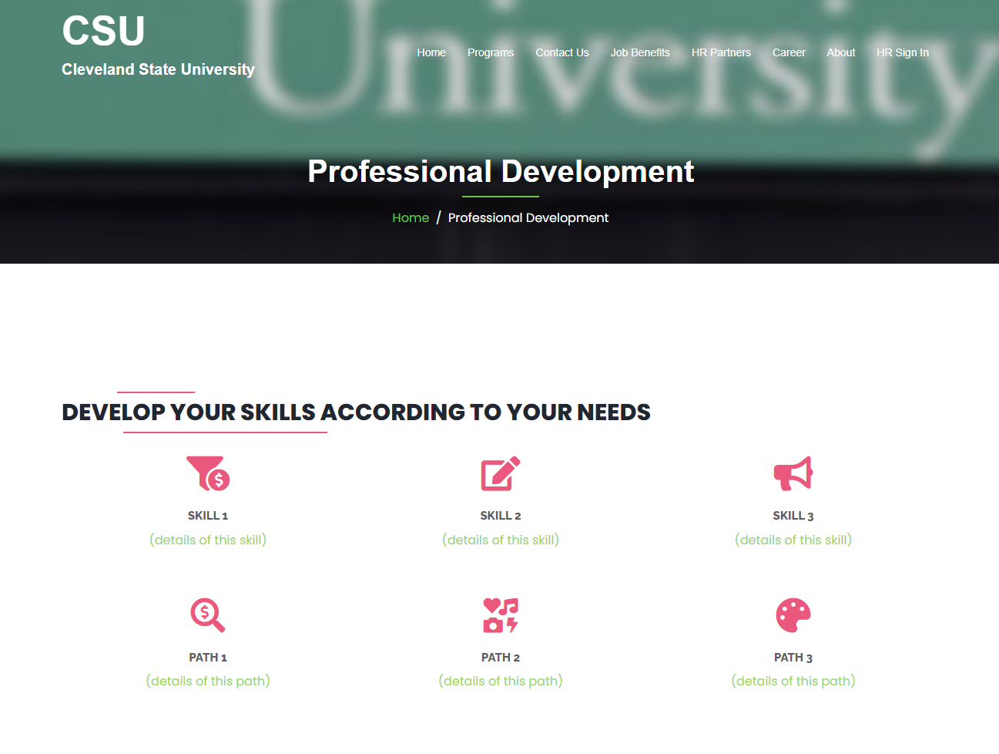 CSU
Cleveland State University
Home Programs Contact Us Job Benefits HR Partners Career About HR Sign In
University
Professional Development
Home / Professional Development
DEVELOP YOUR SKILLS ACCORDING TO YOUR NEEDS
SKILL 1 SKILL 2 SKILL 3
(details of this skill) (details of this skill) (details of this skill)
PATH 1 PATH 2 PATH 3
(details of this path) (details of this path) (details of this path)